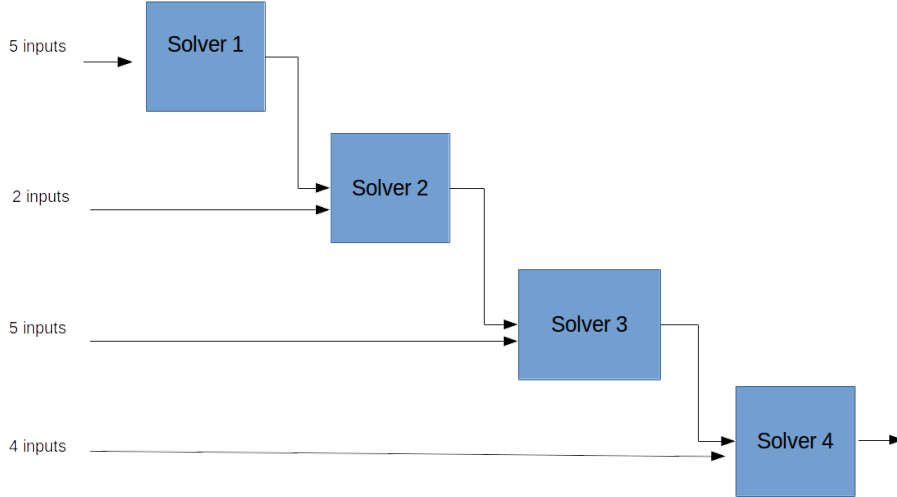 5 inputs
Solver 1
2 inputs
Solver 2
5 inputs
Solver 3
4 inputs
Solver 4